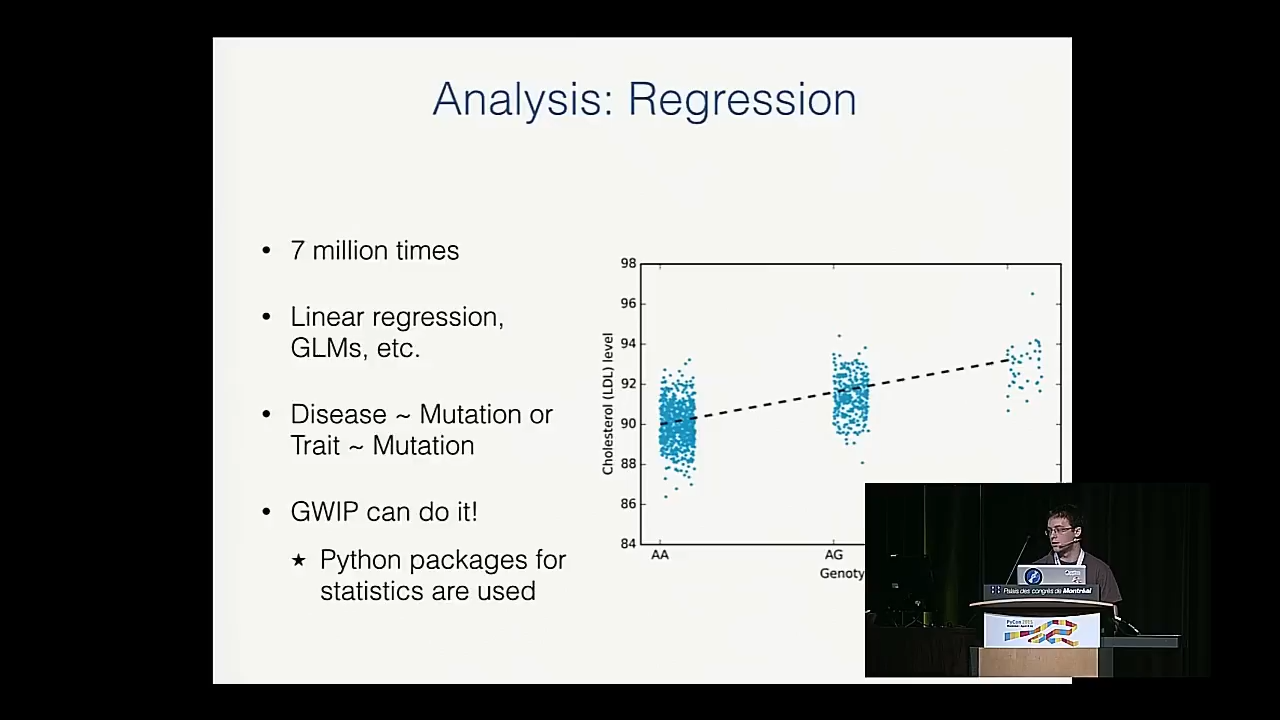 Analysis: Regression
• 7 million times
• Linear regression,
GLMs, etc.
• Disease ~ Mutation or
Trait ~ Mutation
• GWIP can do it!
★ Python packages for
statistics are used
98
96
94
92
90
88
86
84
Cholesterol (LDL) level
AA
AG
Genoty
Palais des congrès de Montréal
PyCon 2015